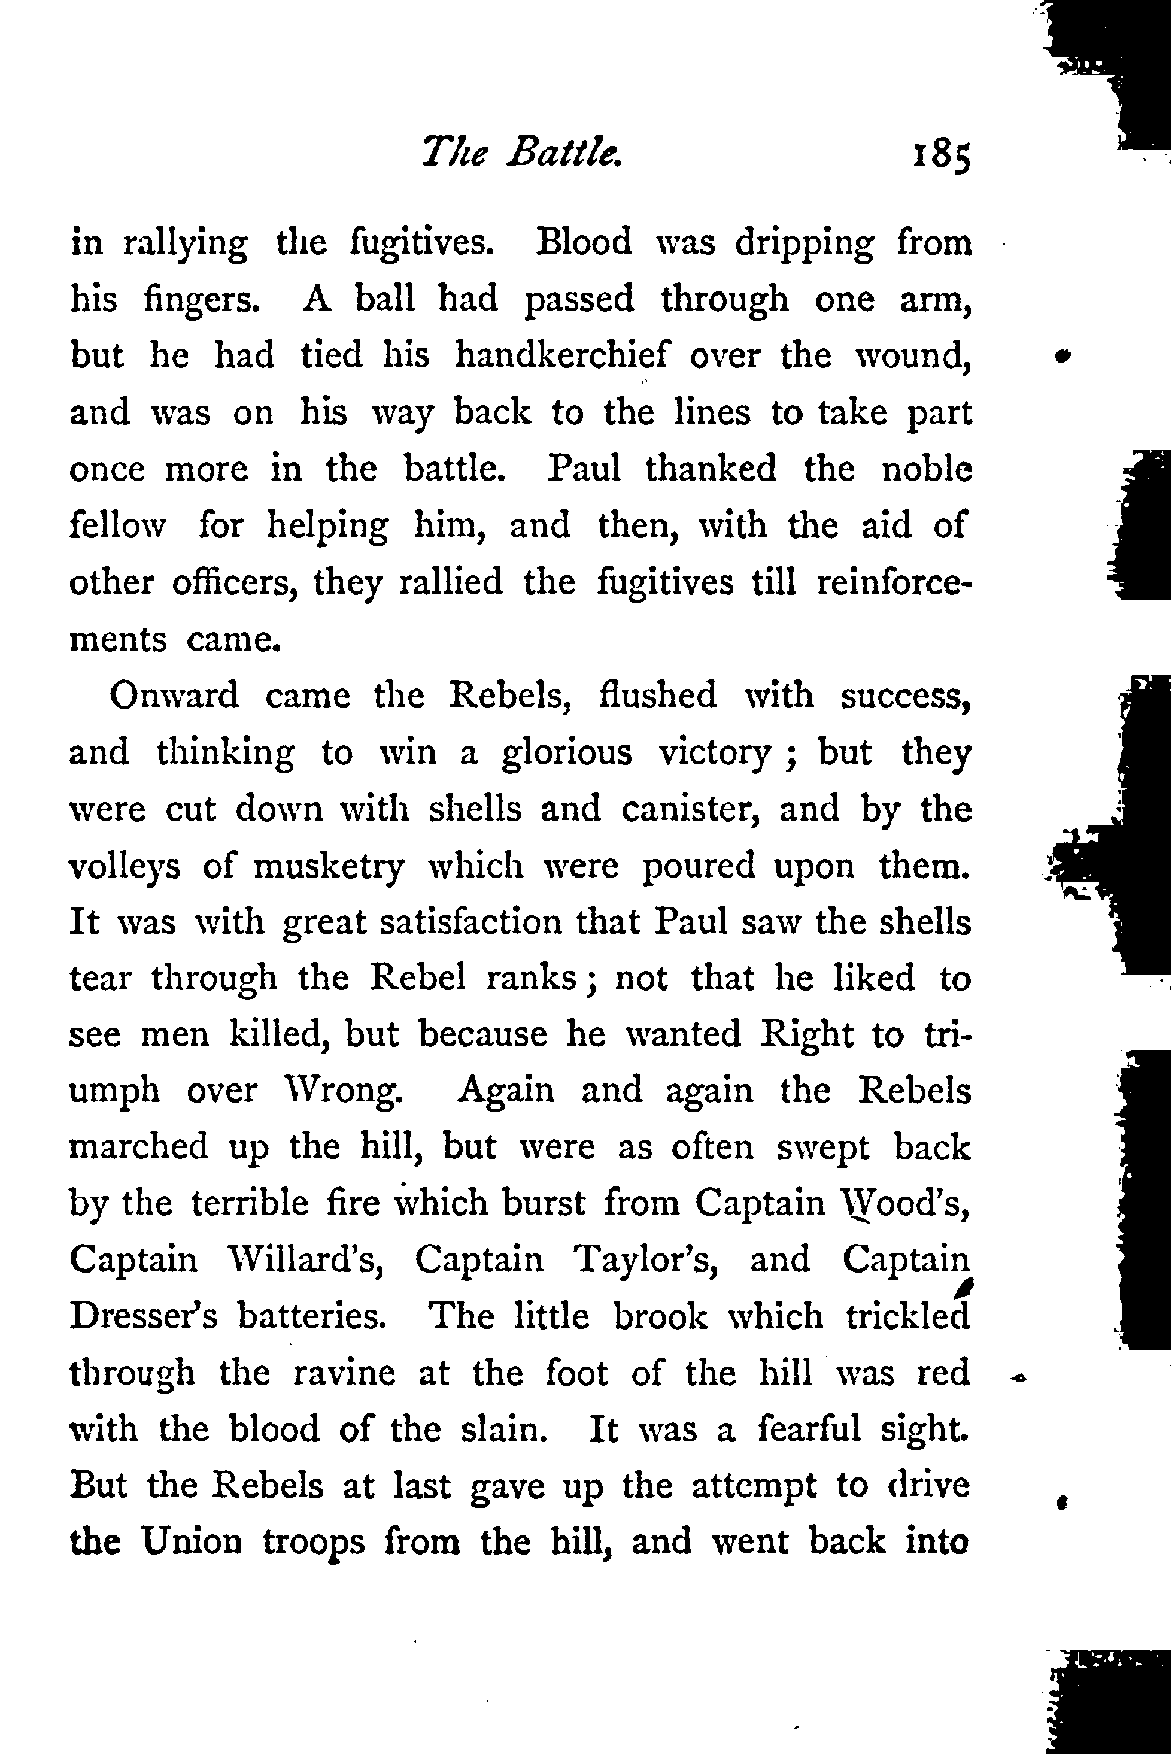 The Battle. 185
in rallying the fugitives. Blood was dripping from
his fingers. A ball had passed through one arm,
but he had tied his handkerchief over the wound,
and was on his way back to the lines to take part
once more in the battle. Paul thanked the noble
fellow for helping him, and then, with the aid of
other officers, they rallied the fugitives till reinforce-
ments came.
Onward came the Rebels, flushed with success,
and thinking to win a glorious victory ; but they
were cut down with shells and canister, and by the
volleys of musketry which were poured upon them.
It was with great satisfaction that Paul saw the shells
tear through the Rebel ranks ; not that he liked to
see men killed, but because he wanted Right to tri-
umph over Wrong. Again and again the Rebels
marched up the hill, but were as often swept back
by the terrible fire which burst from Captain Wood's,
Captain Willard's, Captain Taylor's, and Captain
Dresser's batteries. The little brook which trickled
through the ravine at the foot of the hill was red
with the blood of the slain. It was a fearful sight.
But the Rebels at last gave up the attempt to drive
the Union troops from the hill, and went back into